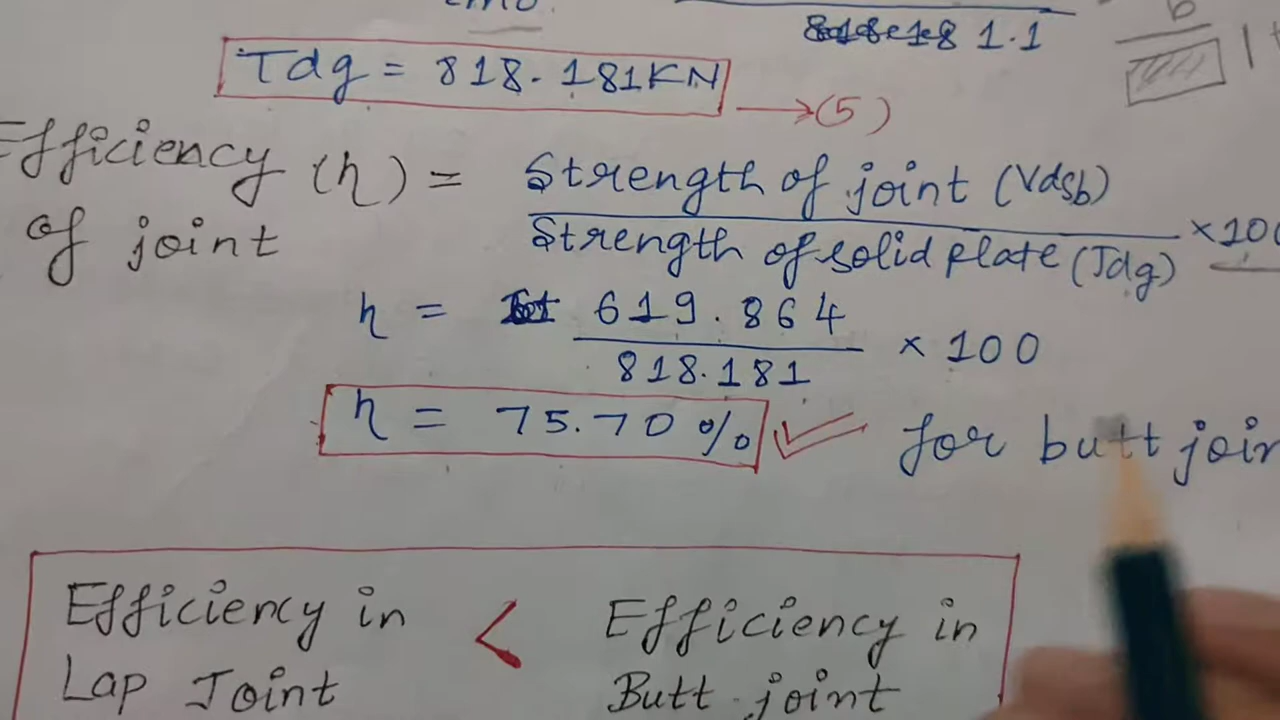 1.1
Tdg = 818.181KN
→(5)
Efficiency (η) = Strength of joint (Vdsb)
of joint
Strength of solid plate (Tdg)
×100
η = 619.864
818.181
× 100
η = 75.70 %
for butt join
Efficiency in < Efficiency in
Lap Joint Butt joint